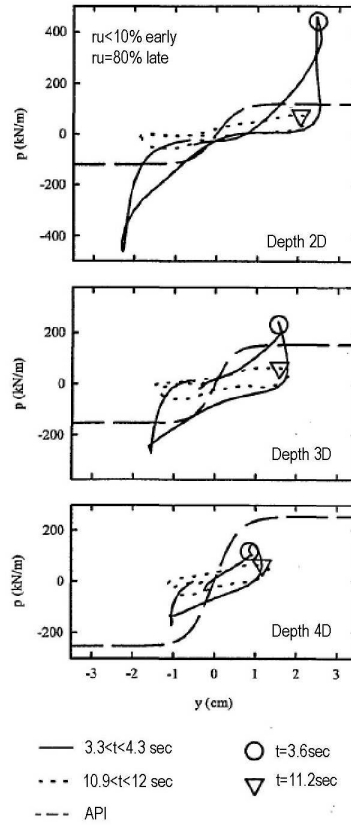 ru<10% early
ru=80% late
400
200
0
-200
-400
p (kN/m)
Depth 2D
200
0
-200
p (kN/m)
Depth 3D
200
0
-200
p (kN/m)
Depth 4D
-3 -2 -1 0 1 2 3
y (cm)
3.3<t<4.3 sec
t=3.6sec
10.9<t<12 sec
t=11.2sec
API